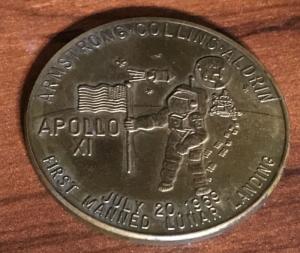 ARMSTRONG·COLLINS·ALDRIN
APOLLO
XI
JULY 20, 1969
FIRST MANNED LUNAR LANDING